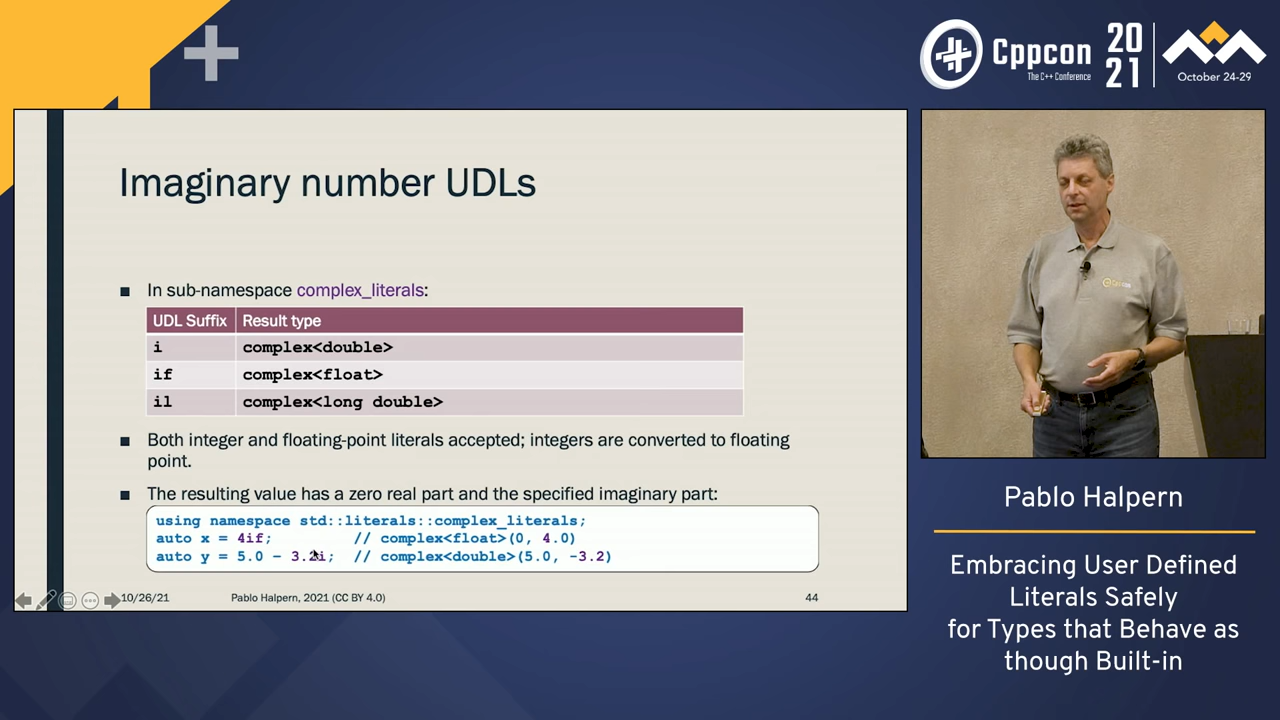 Cppcon
The C++ Conference
20
21
October 24-29
Imaginary number UDLs
In sub-namespace complex_literals:
UDL Suffix Result type
i complex<double>
if complex<float>
il complex<long double>
Both integer and floating-point literals accepted; integers are converted to floating
point.
The resulting value has a zero real part and the specified imaginary part:
using namespace std::literals::complex_literals;
auto x = 4if; // complex<float>(0, 4.0)
auto y = 5.0 - 3.2i; // complex<double>(5.0, -3.2)
10/26/21 Pablo Halpern, 2021 (CC BY 4.0) 44
Pablo Halpern
Embracing User Defined
Literals Safely
for Types that Behave as
though Built-in